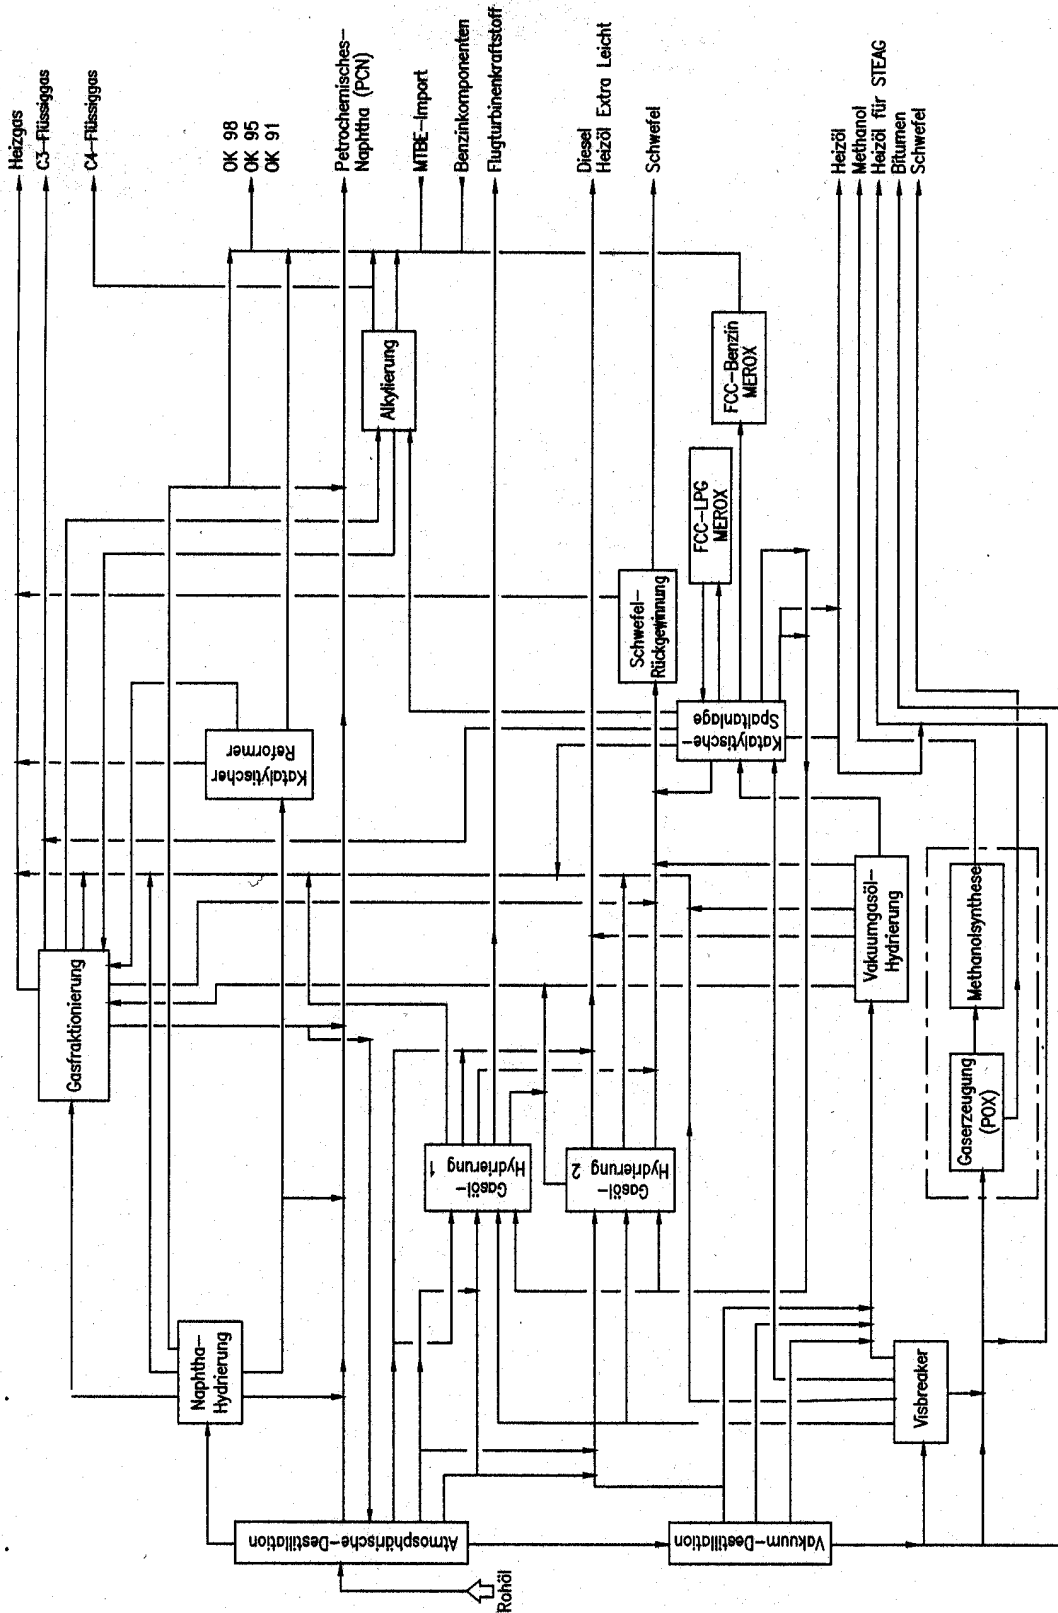 Heizgas
C3-Flüssiggas
C4-Flüssiggas
OK 98
OK 95
OK 91
Petrochemisches-
Naphtha (PCN)
MTBE-Import
Benzinkomponenten
Flugturbinenkraftstoff
Diesel
Heizöl Extra Leicht
Schwefel
Heizöl
Methanol
Heizöl für STEAG
Bitumen
Schwefel
Gasfraktionierung
Naphtha-
Hydrierung
Katalytischer
Reformer
Alkylierung
Atmosphärische-Destillation
Rohöl
Gasöl-
Hydrierung
1
Gasöl-
Hydrierung
2
Schwefel-
Rückgewinnung
FCC-LPG
MEROX
FCC-Benzin
MEROX
Katalytische-
Spaltanlage
Vakuum-Destillation
Visbreaker
Vakuumgasöl-
Hydrierung
Gaserzeugung
(POX)
Methanolsynthese